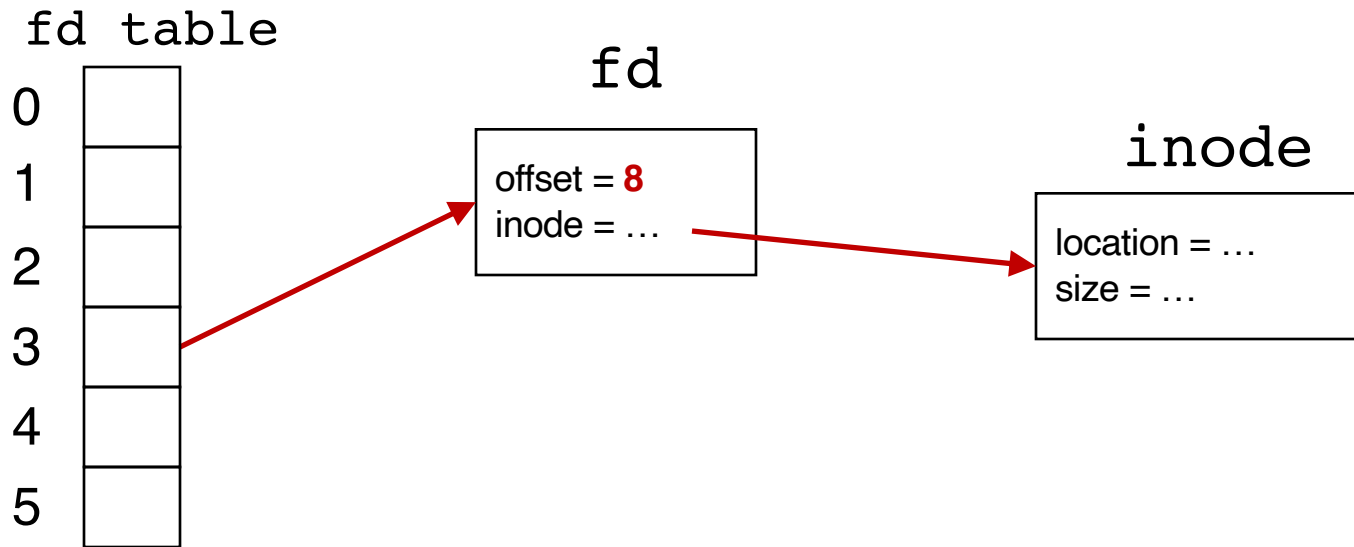 fd table
0
1
2
3
4
5
fd
offset = 8
inode = …
inode
location = …
size = …